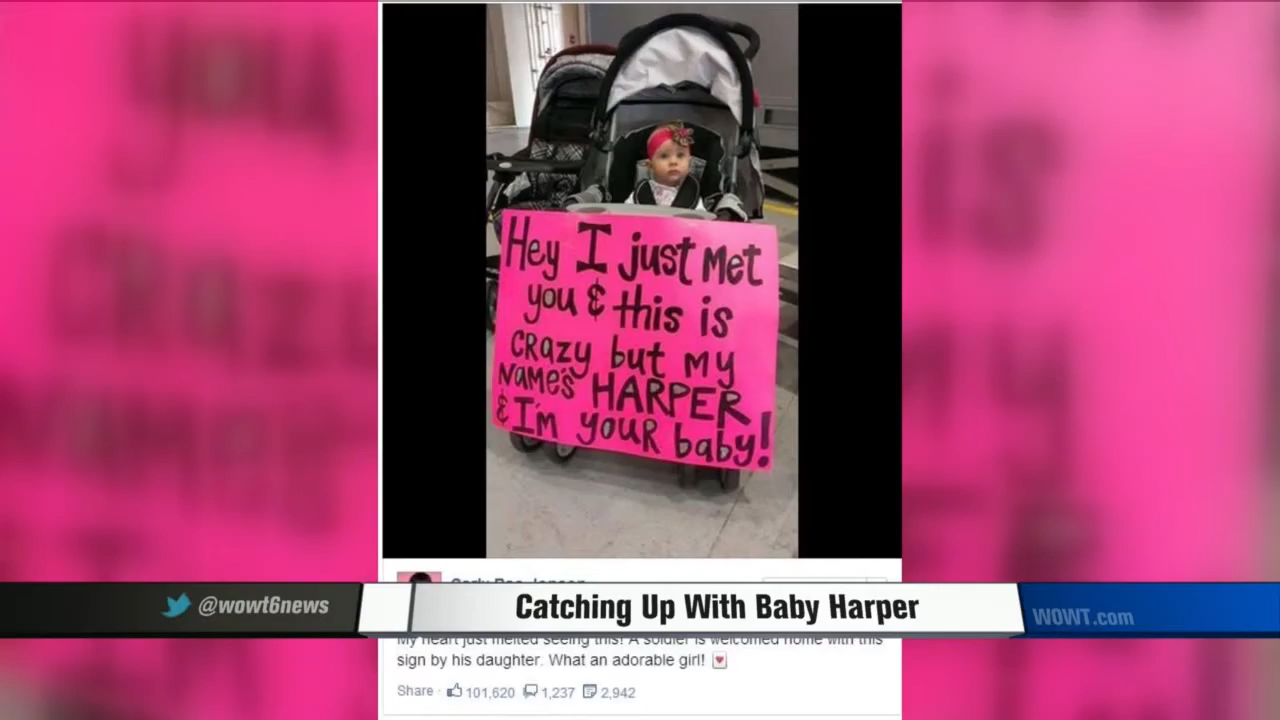 Hey I just met
you & this is
crazy but my
name's HARPER
& I'm your baby!
@wowt6news
Catching Up With Baby Harper
WOWT.com
My heart just melted seeing this! A soldier is welcomed home with this
sign by his daughter. What an adorable girl!
Share · 101,620 1,237 2,942